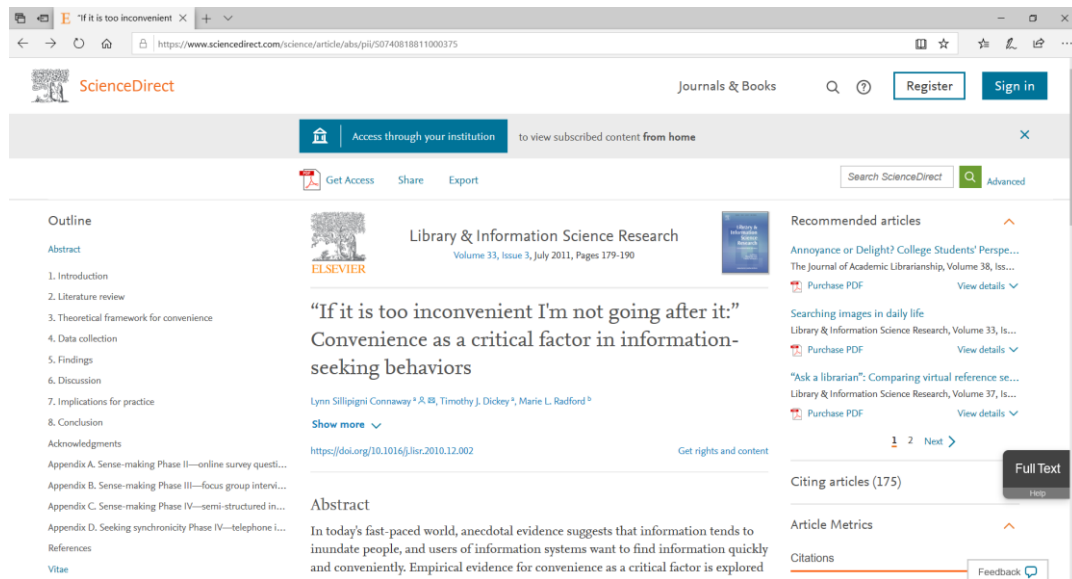 "If it is too inconvenient
https://www.sciencedirect.com/science/article/abs/pii/S0740818811000375
ScienceDirect
Journals & Books
Register
Sign in
Access through your institution
to view subscribed content from home
Get Access
Share
Export
Search ScienceDirect
Advanced
Outline
Abstract
1. Introduction
2. Literature review
3. Theoretical framework for convenience
4. Data collection
5. Findings
6. Discussion
7. Implications for practice
8. Conclusion
Acknowledgments
Appendix A. Sense-making Phase II—online survey questi...
Appendix B. Sense-making Phase III—focus group intervi...
Appendix C. Sense-making Phase IV—semi-structured in...
Appendix D. Seeking synchronicity Phase IV—telephone i...
References
Vitae
ELSEVIER
Library & Information Science Research
Volume 33, Issue 3, July 2011, Pages 179-190
Library & Information Science Research
"If it is too inconvenient I'm not going after it:"
Convenience as a critical factor in information-
seeking behaviors
Lynn Sillipigni Connaway a, Timothy J. Dickey a, Marie L. Radford b
Show more
https://doi.org/10.1016/j.lisr.2010.12.002
Get rights and content
Abstract
In today's fast-paced world, anecdotal evidence suggests that information tends to
inundate people, and users of information systems want to find information quickly
and conveniently. Empirical evidence for convenience as a critical factor is explored
Recommended articles
Annoyance or Delight? College Students' Perspe...
The Journal of Academic Librarianship, Volume 38, Iss...
Purchase PDF
View details
Searching images in daily life
Library & Information Science Research, Volume 33, Is...
Purchase PDF
View details
"Ask a librarian": Comparing virtual reference se...
Library & Information Science Research, Volume 37, Is...
Purchase PDF
View details
1 2 Next
Citing articles (175)
Full Text
Help
Article Metrics
Citations
Feedback